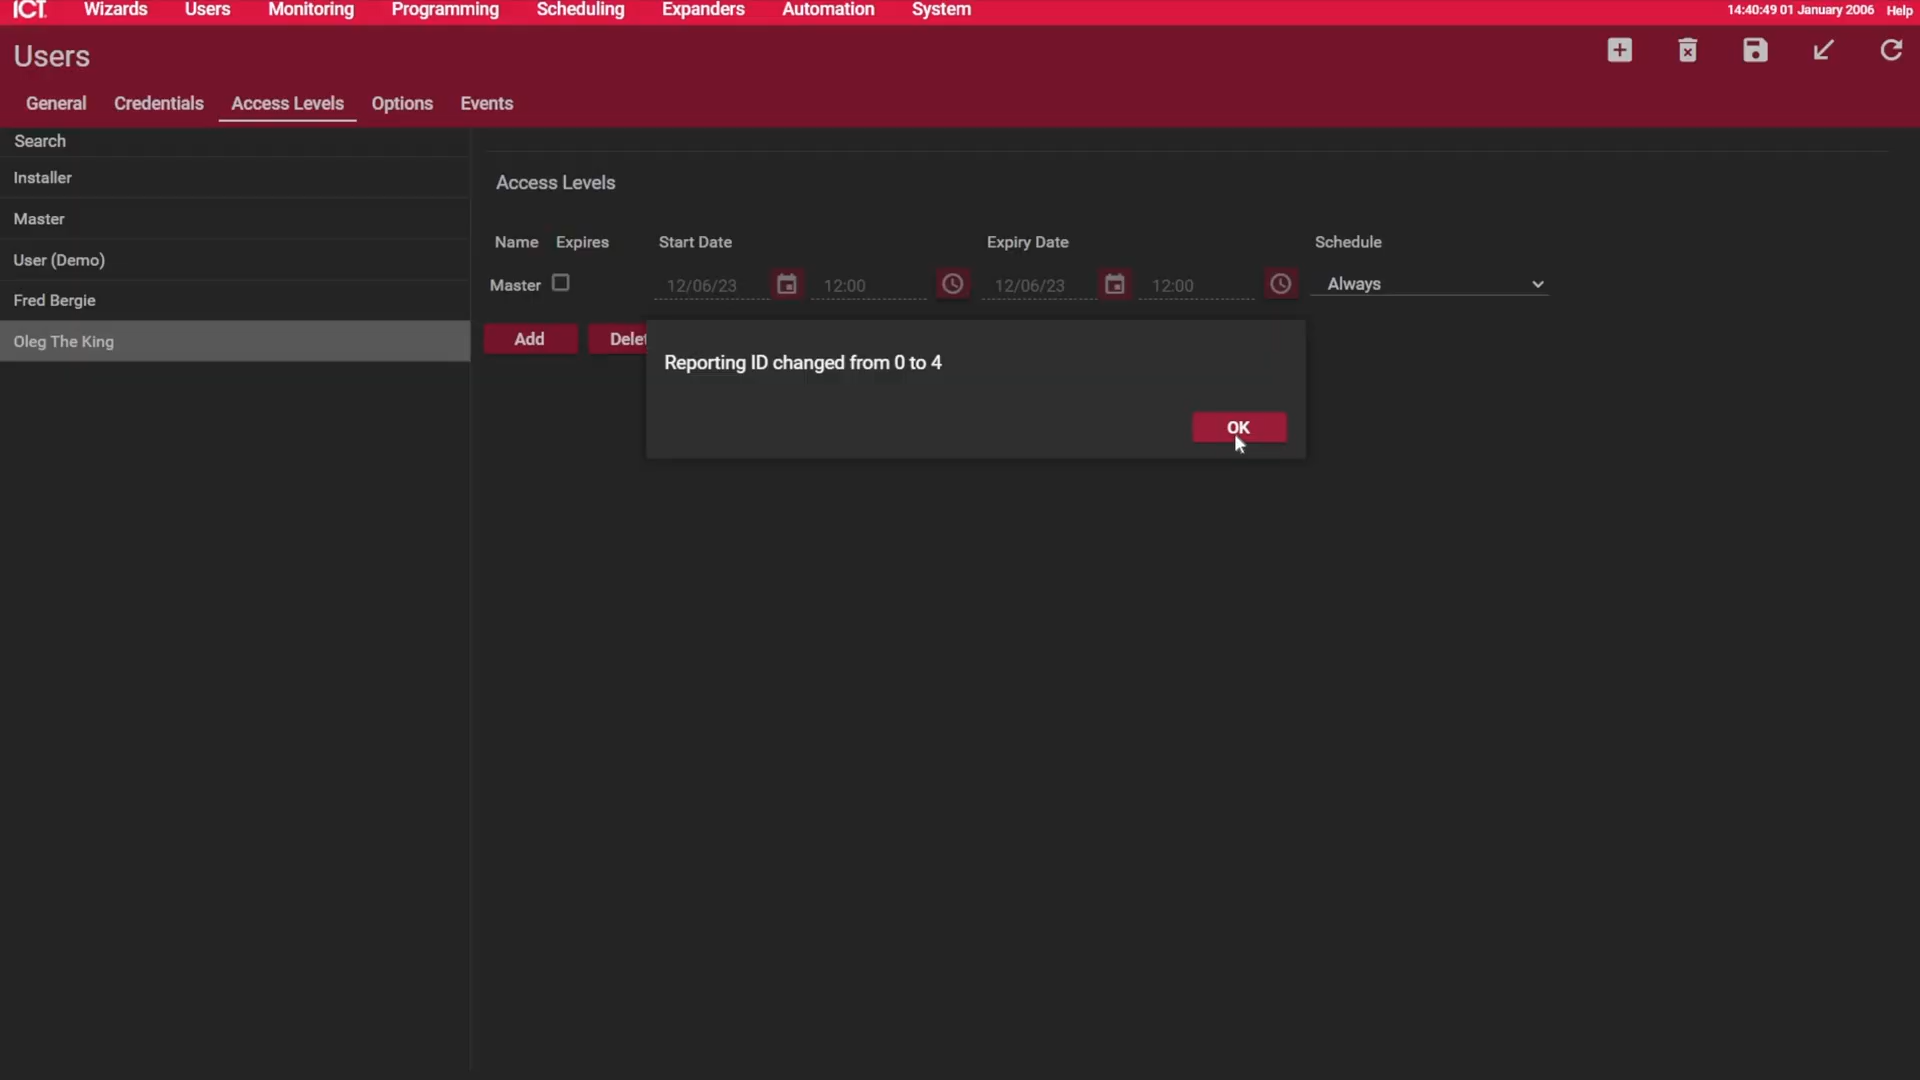 ICT Wizards Users Monitoring Programming Scheduling Expanders Automation System 14:40:49 01 January 2006 Help
Users
General Credentials Access Levels Options Events
Search
Installer
Master
User (Demo)
Fred Bergie
Oleg The King
Access Levels
Name Expires Start Date Expiry Date Schedule
Master 12/06/23 12:00 12/06/23 12:00 Always
Add Delet
Reporting ID changed from 0 to 4
OK